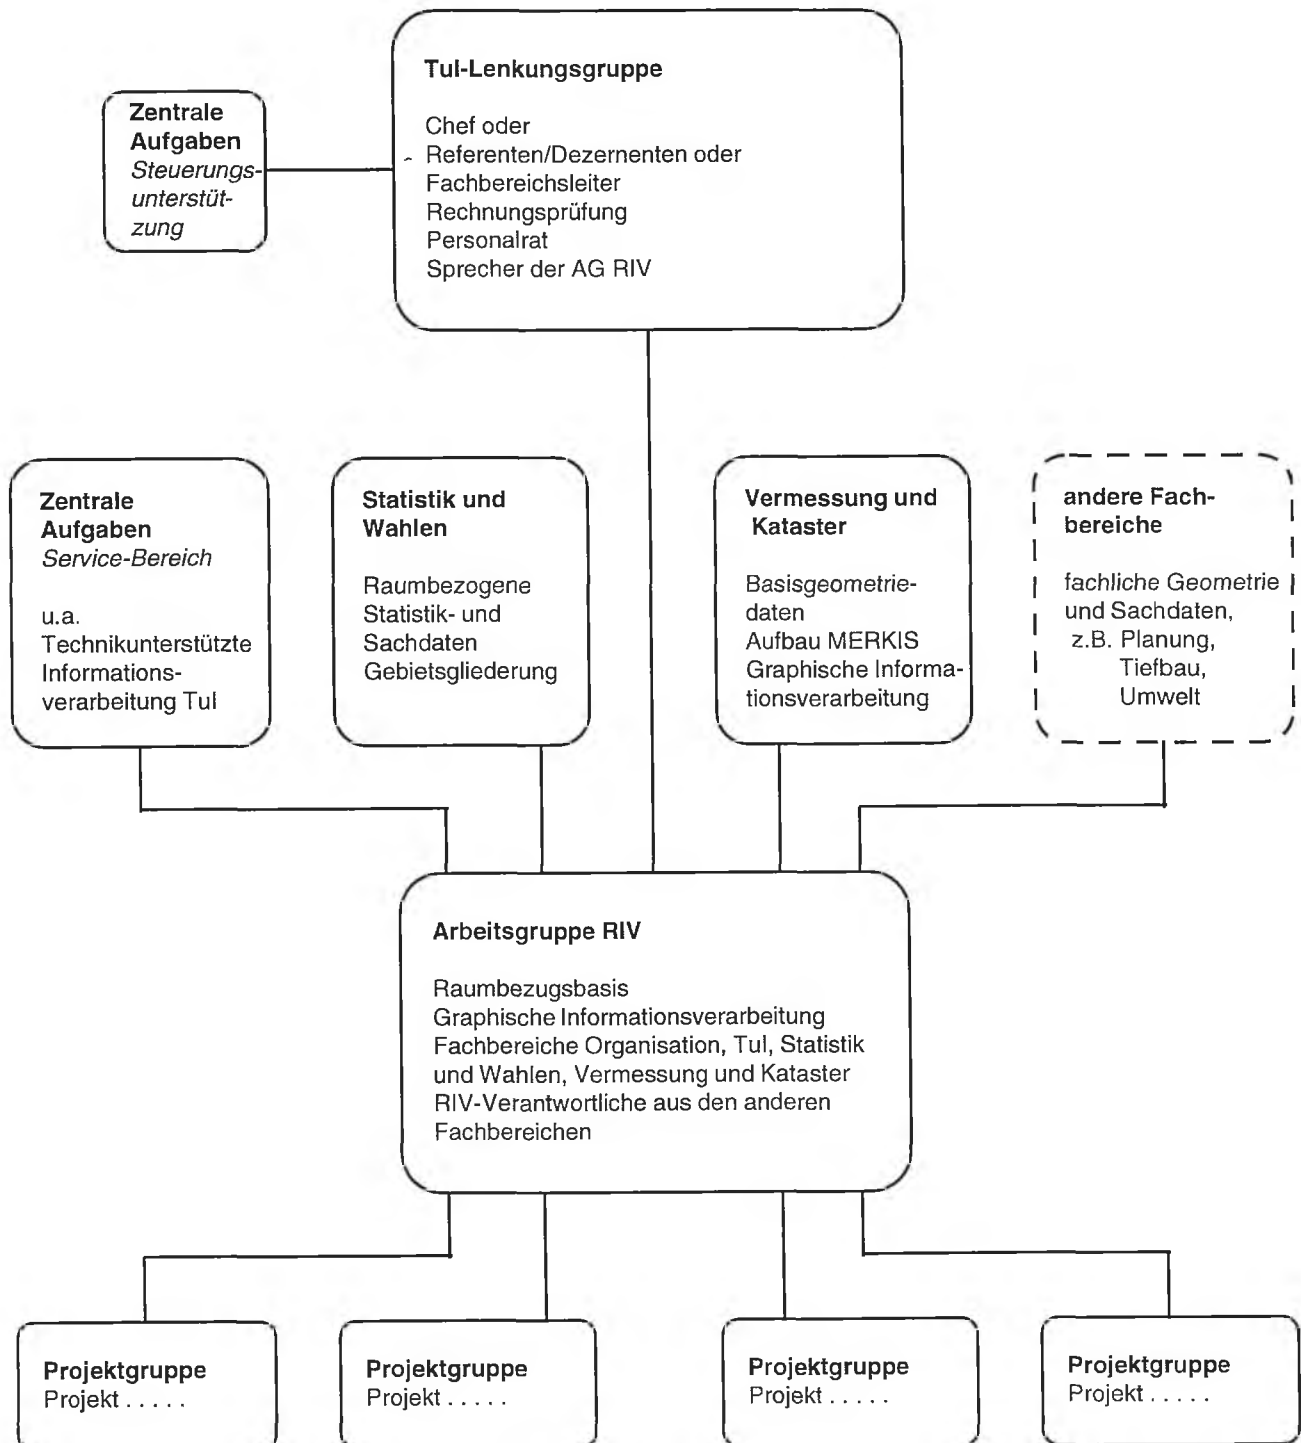 Tul-Lenkungsgruppe
Chef oder
Referenten/Dezernenten oder
Fachbereichsleiter
Rechnungsprüfung
Personalrat
Sprecher der AG RIV
Zentrale
Aufgaben
Steuerungs-
unterstüt-
zung
Zentrale
Aufgaben
Service-Bereich
u.a.
Technikunterstützte
Informations-
verarbeitung Tul
Statistik und
Wahlen
Raumbezogene
Statistik- und
Sachdaten
Gebietsgliederung
Vermessung und
Kataster
Basisgeometrie-
daten
Aufbau MERKIS
Graphische Informa-
tionsverarbeitung
andere Fach-
bereiche
fachliche Geometrie
und Sachdaten,
z.B. Planung,
Tiefbau,
Umwelt
Arbeitsgruppe RIV
Raumbezugsbasis
Graphische Informationsverarbeitung
Fachbereiche Organisation, Tul, Statistik
und Wahlen, Vermessung und Kataster
RIV-Verantwortliche aus den anderen
Fachbereichen
Projektgruppe
Projekt . . . . .
Projektgruppe
Projekt . . . . .
Projektgruppe
Projekt . . . . .
Projektgruppe
Projekt . . . . .